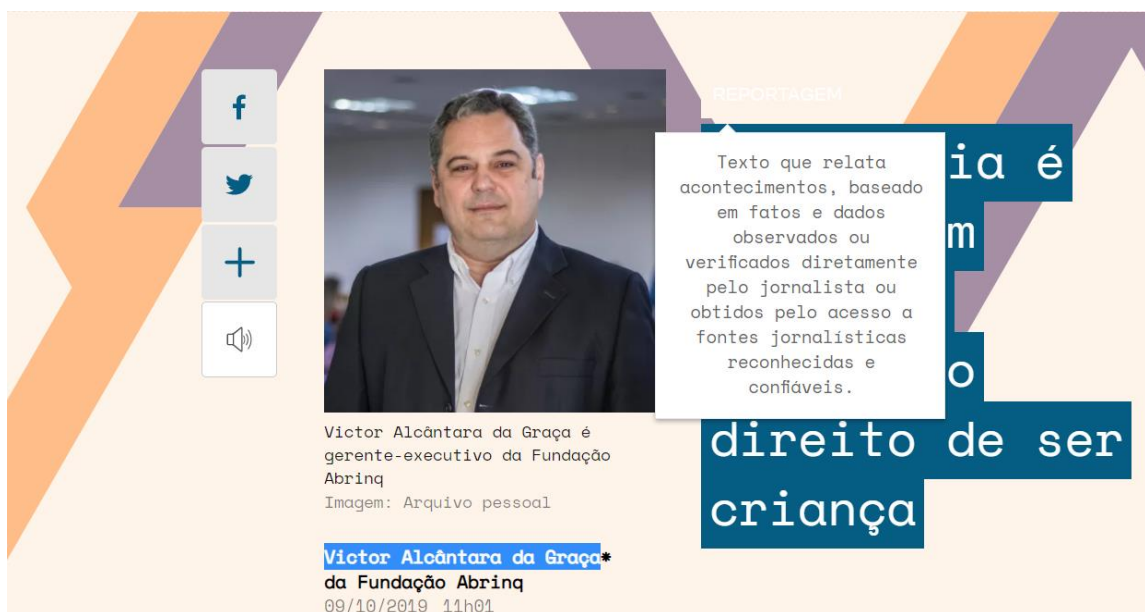 REPORTAGEM
Texto que relata
acontecimentos, baseado
em fatos e dados
observados ou
verificados diretamente
pelo jornalista ou
obtidos pelo acesso a
fontes jornalísticas
reconhecidas e
confiáveis.
é
direito de ser
criança
Victor Alcântara da Graça é
gerente-executivo da Fundação
Abrinq
Imagem: Arquivo pessoal
Victor Alcântara da Graça*
da Fundação Abrinq
09/10/2019 11h01